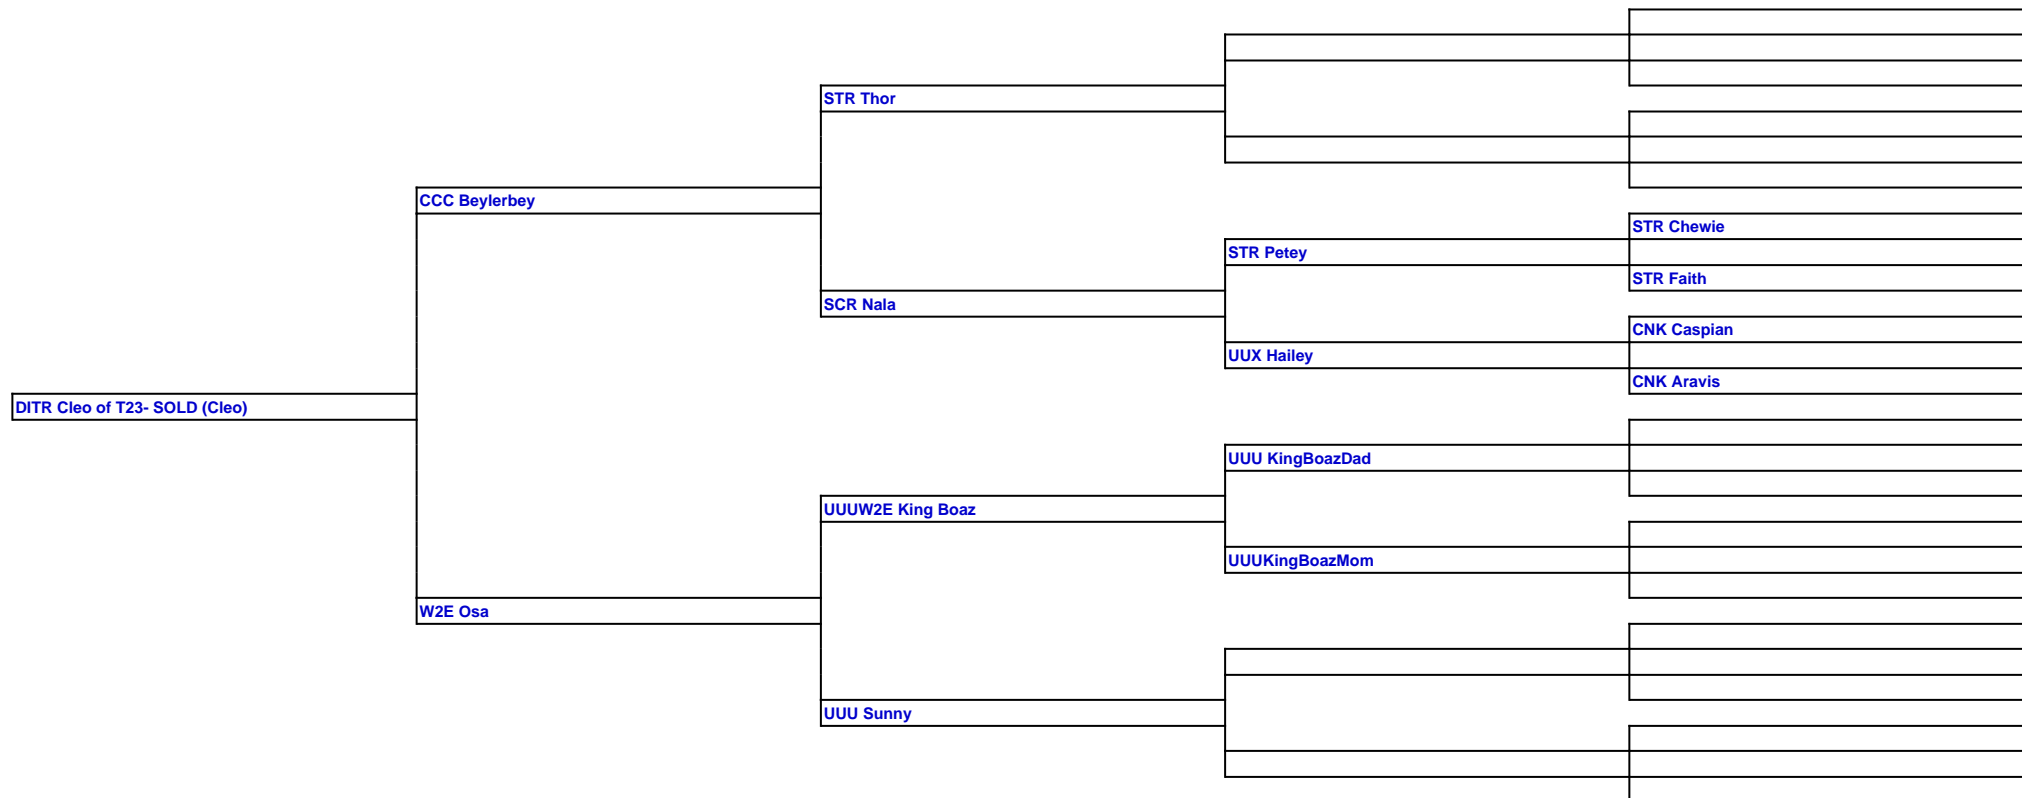 STR Thor
CCC Beylerbey
STR Chewie
STR Petey
STR Faith
SCR Nala
CNK Caspian
UUX Hailey
CNK Aravis
DITR Cleo of T23- SOLD (Cleo)
UUU KingBoazDad
UUUW2E King Boaz
UUUKingBoazMom
W2E Osa
UUU Sunny